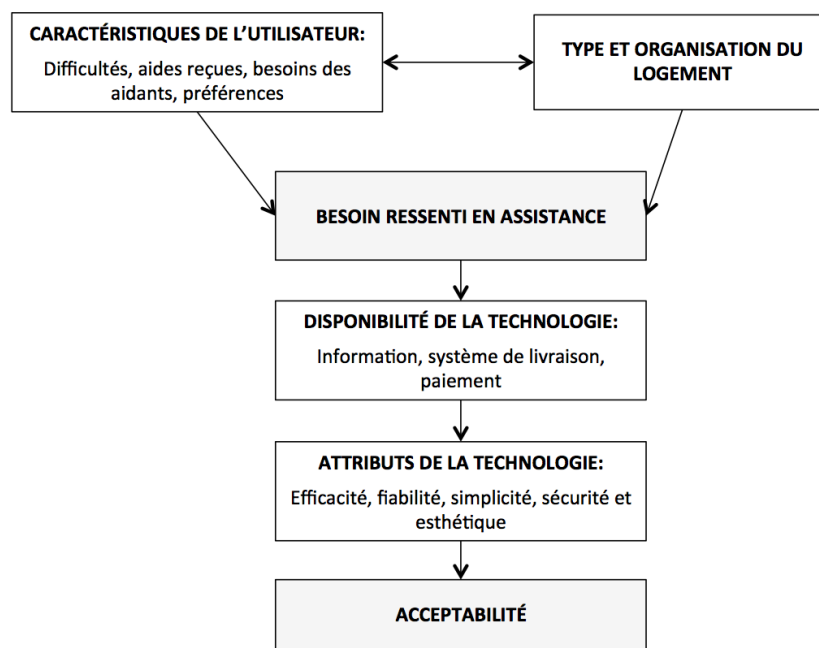 CARACTÉRISTIQUES DE L’UTILISATEUR:
Difficultés, aides reçues, besoins des
aidants, préférences
TYPE ET ORGANISATION DU
LOGEMENT
BESOIN RESSENTI EN ASSISTANCE
DISPONIBILITÉ DE LA TECHNOLOGIE:
Information, système de livraison,
paiement
ATTRIBUTS DE LA TECHNOLOGIE:
Efficacité, fiabilité, simplicité, sécurité et
esthétique
ACCEPTABILITÉ